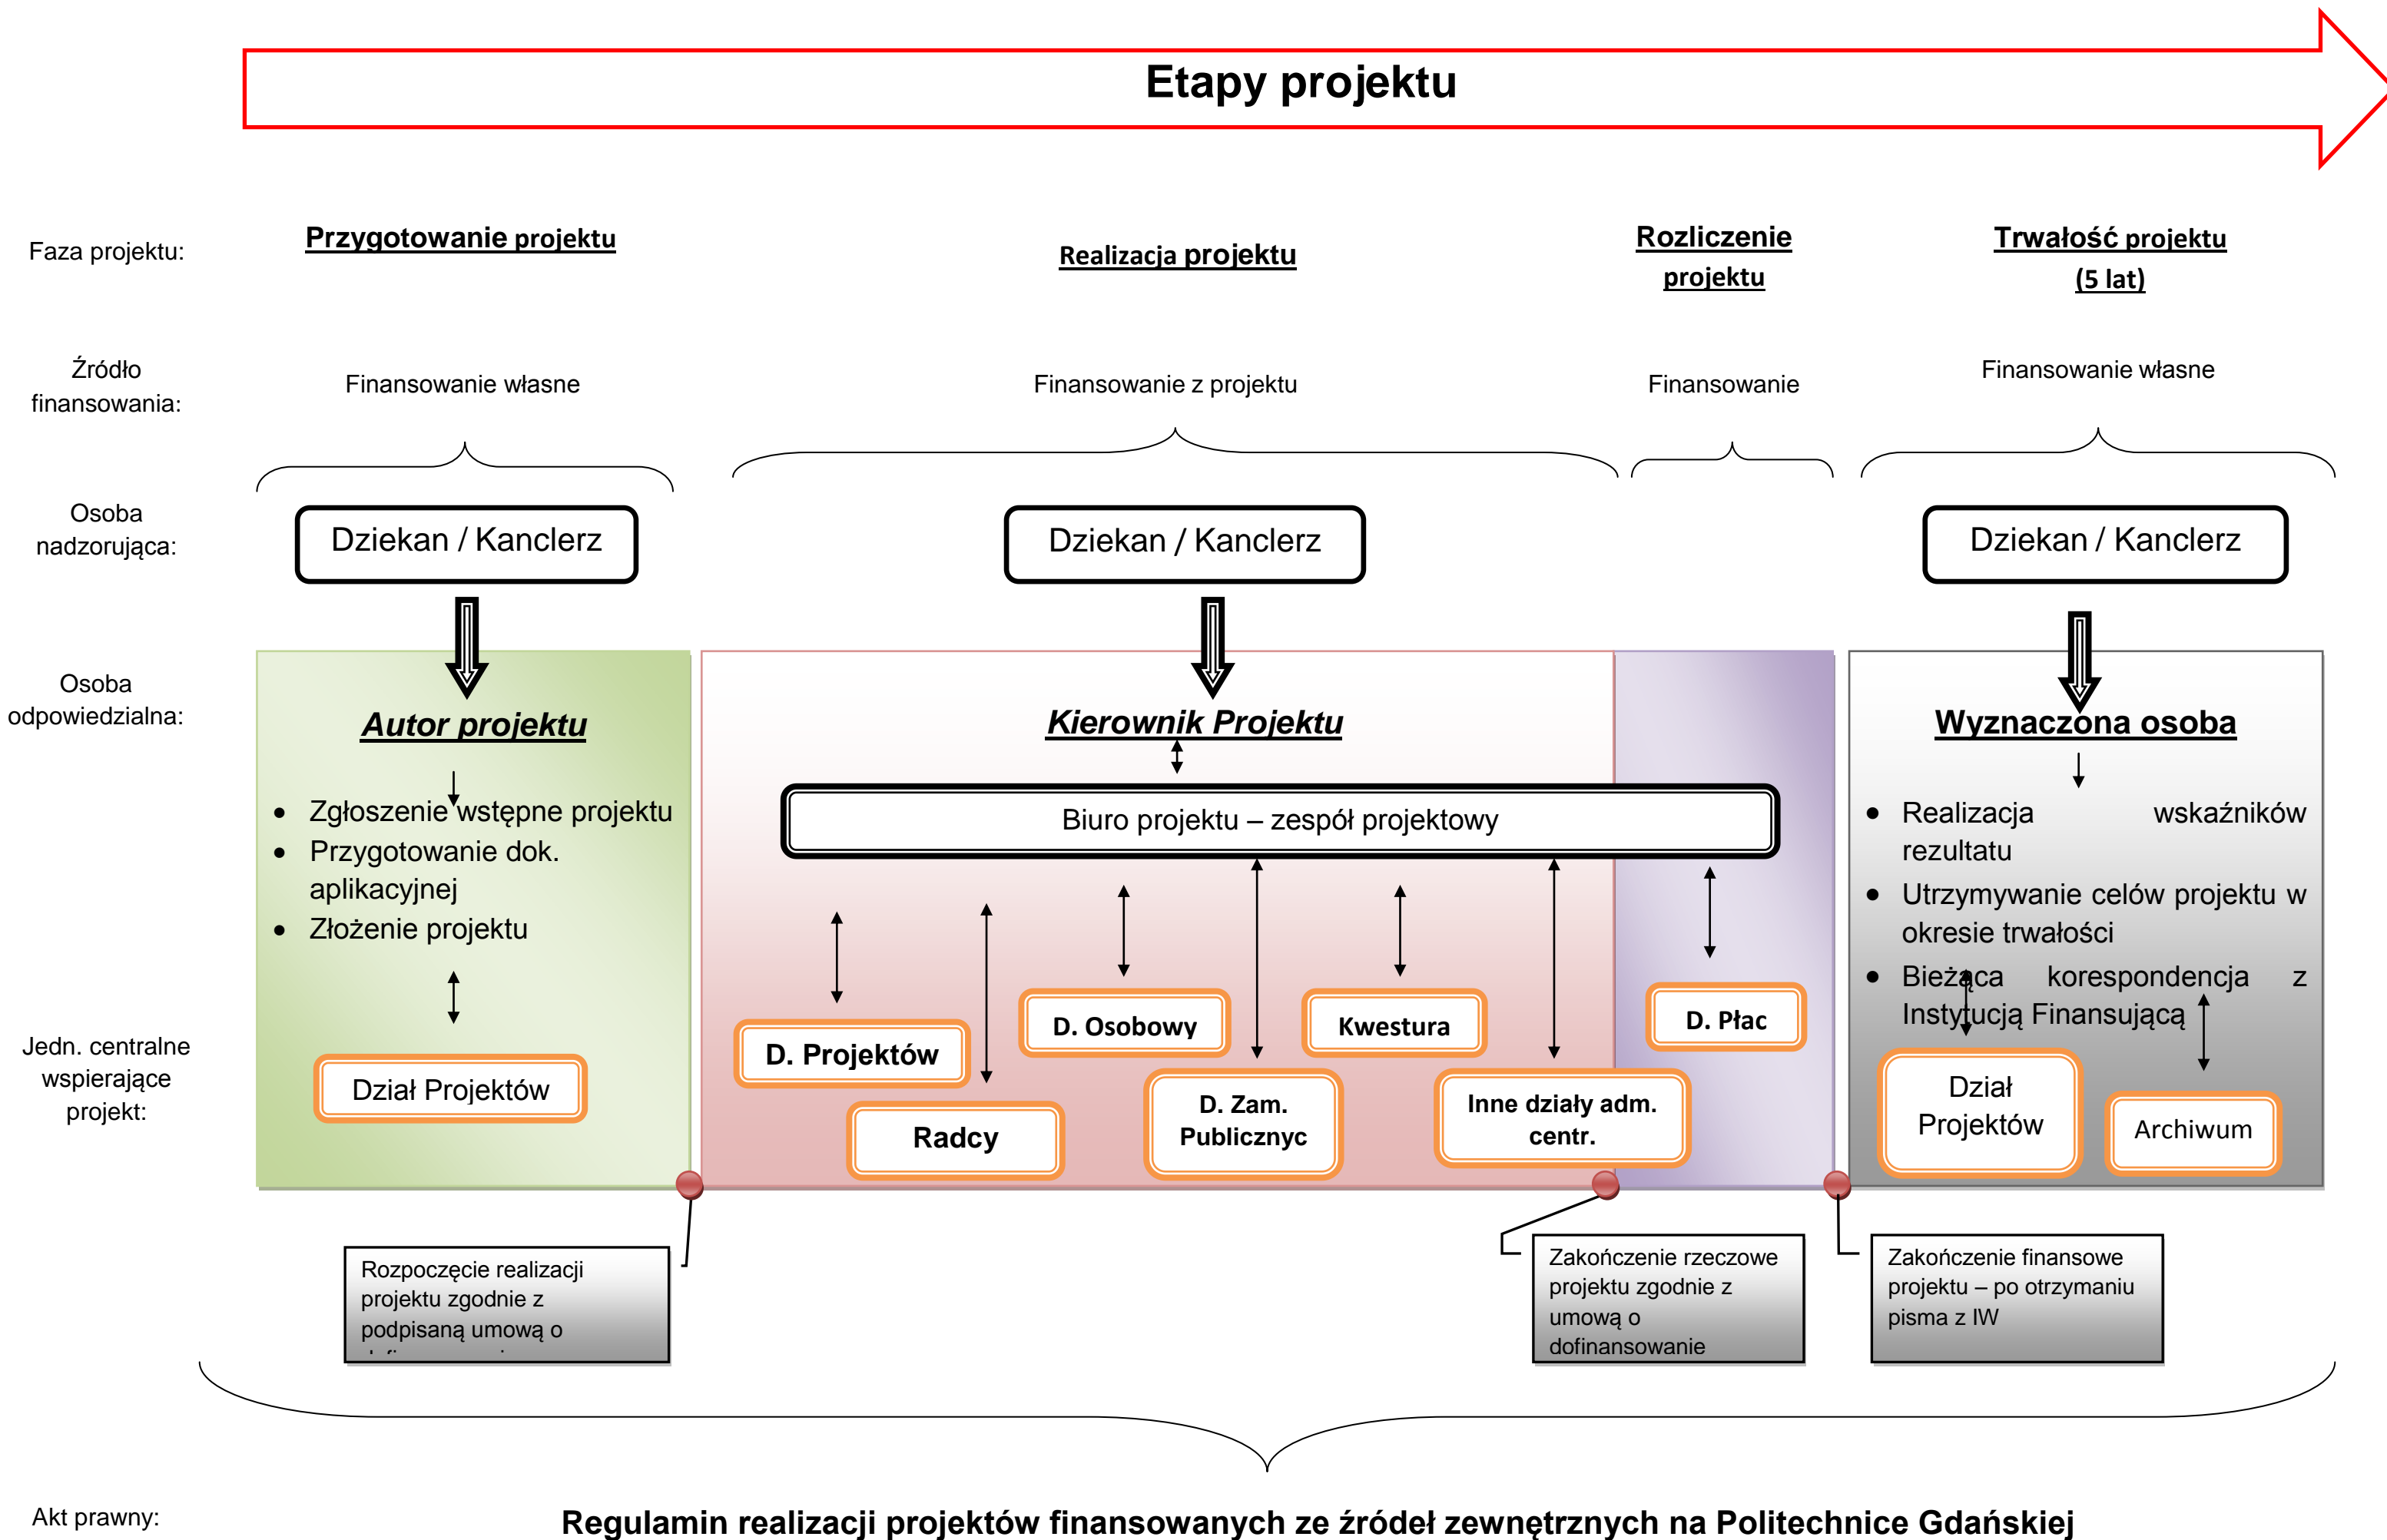 Etapy projektu
Faza projektu:
Przygotowanie projektu
Realizacja projektu
Rozliczenie
projektu
Trwałość projektu
(5 lat)
Źródło
finansowania:
Finansowanie własne
Finansowanie z projektu
Finansowanie
Finansowanie własne
Osoba
nadzorująca:
Dziekan / Kanclerz
Dziekan / Kanclerz
Dziekan / Kanclerz
Osoba
odpowiedzialna:
Autor projektu
• Zgłoszenie wstępne projektu
• Przygotowanie dok.
aplikacyjnej
• Złożenie projektu
Kierownik Projektu
Biuro projektu – zespół projektowy
Wyznaczona osoba
• Realizacja wskaźników
rezultatu
• Utrzymywanie celów projektu w
okresie trwałości
• Bieżąca korespondencja z
Instytucją Finansującą
Jedn. centralne
wspierające
projekt:
Dział Projektów
D. Projektów
Radcy
D. Osobowy
D. Zam.
Publicznyc
Kwestura
Inne działy adm.
centr.
D. Płac
Dział
Projektów
Archiwum
Rozpoczęcie realizacji
projektu zgodnie z
podpisaną umową o
Zakończenie rzeczowe
projektu zgodnie z
umową o
dofinansowanie
Zakończenie finansowe
projektu – po otrzymaniu
pisma z IW
Akt prawny:
Regulamin realizacji projektów finansowanych ze źródeł zewnętrznych na Politechnice Gdańskiej